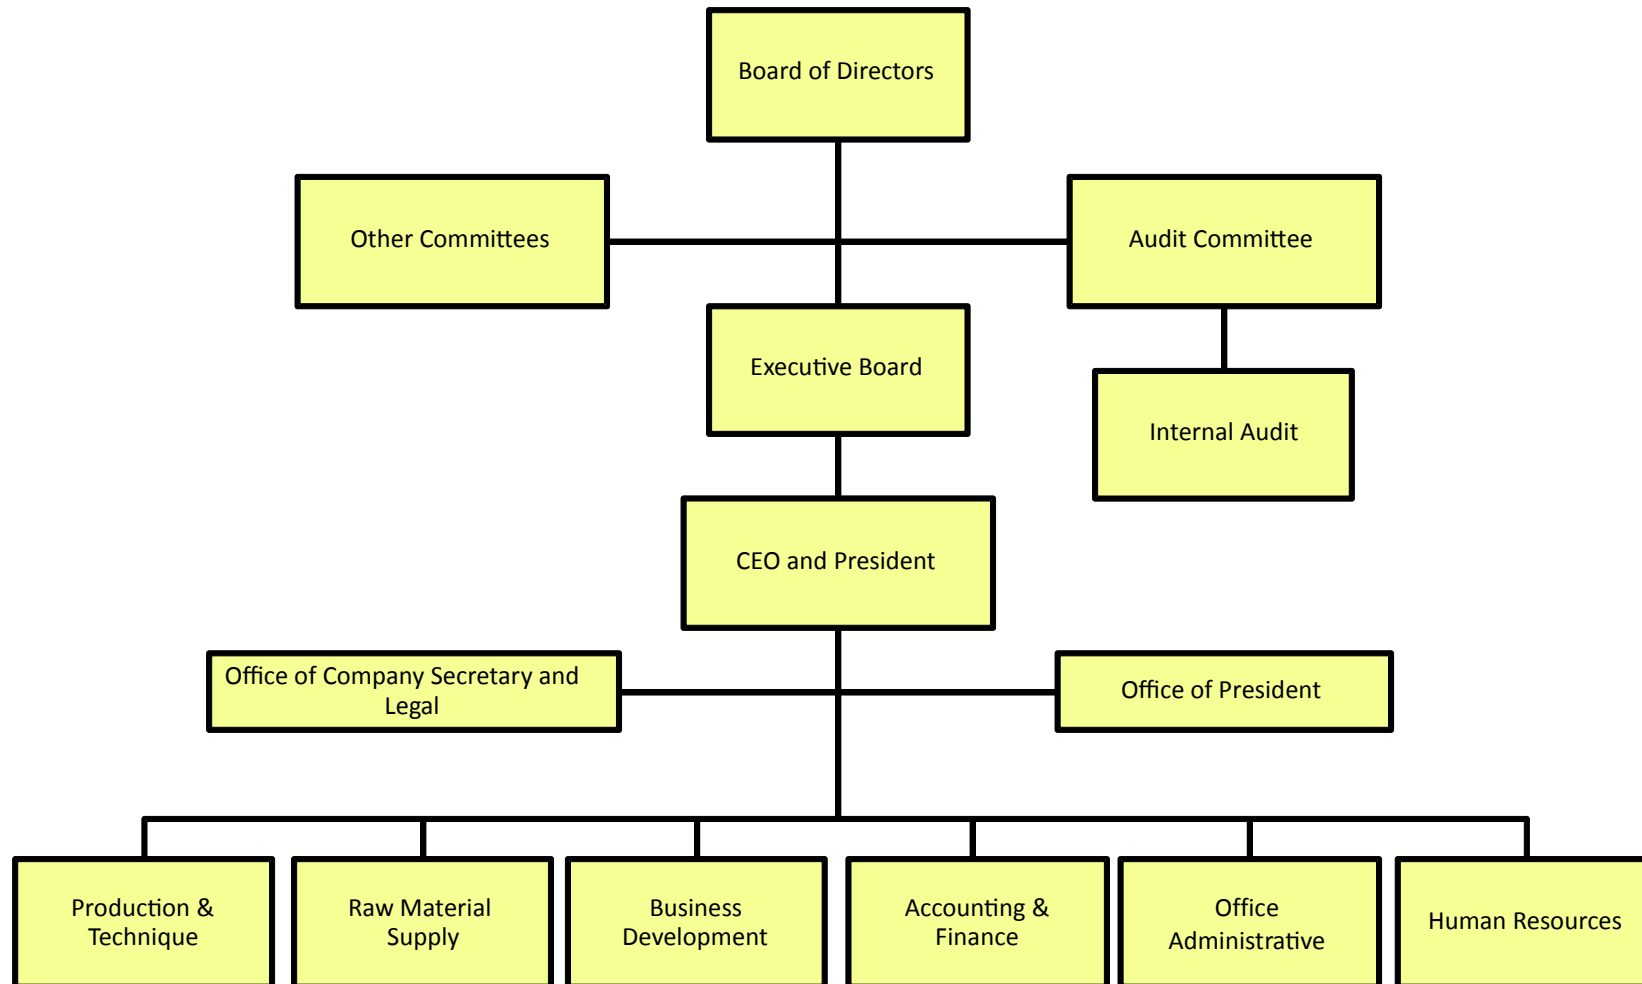 Board of Directors
Other Committees
Audit Committee
Executive Board
Internal Audit
CEO and President
Office of Company Secretary and
Legal
Office of President
Production &
Technique
Raw Material
Supply
Business
Development
Accounting &
Finance
Office
Administrative
Human Resources